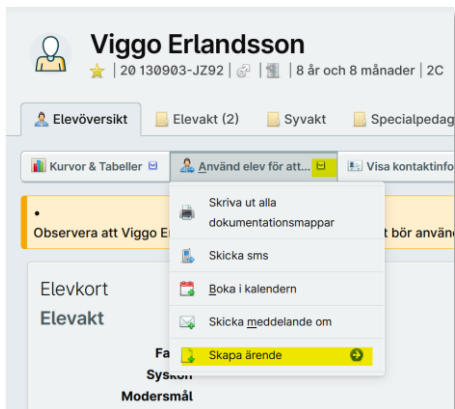 Viggo Erlandsson
| 20 130903-JZ92 | | | 8 år och 8 månader | 2C
Elevöversikt Elevakt (2) Syvakt Specialpedag
Kurvor & Tabeller Använd elev för att... Visa kontaktinfo
•
Observera att Viggo E t bör använ
Skriva ut alla
dokumentationsmappar
Skicka sms
Boka i kalendern
Skicka meddelande om
Skapa ärende
Elevkort
Elevakt
Fa
Syskon
Modersmål